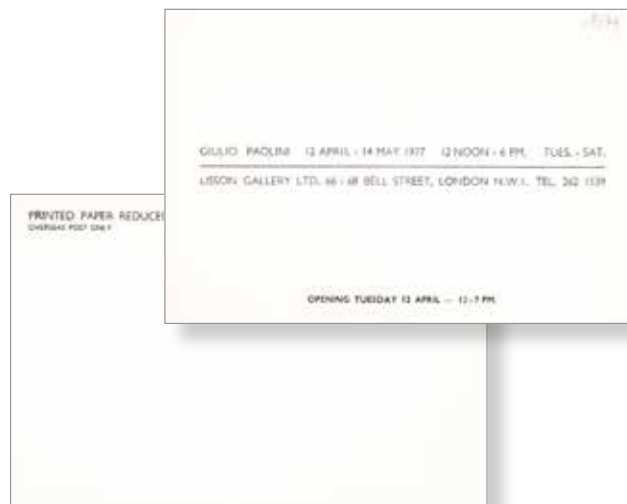 GIULIO PAOLINI 12 APRIL - 14 MAY 1977 12 NOON - 6 PM. TUES. - SAT.
LISSON GALLERY LTD. 66 - 68 BELL STREET, LONDON N.W.1. TEL. 262 1539
OPENING TUESDAY 12 APRIL — 12-7 PM.
PRINTED PAPER REDUCED
OVERSEAS POST ONLY